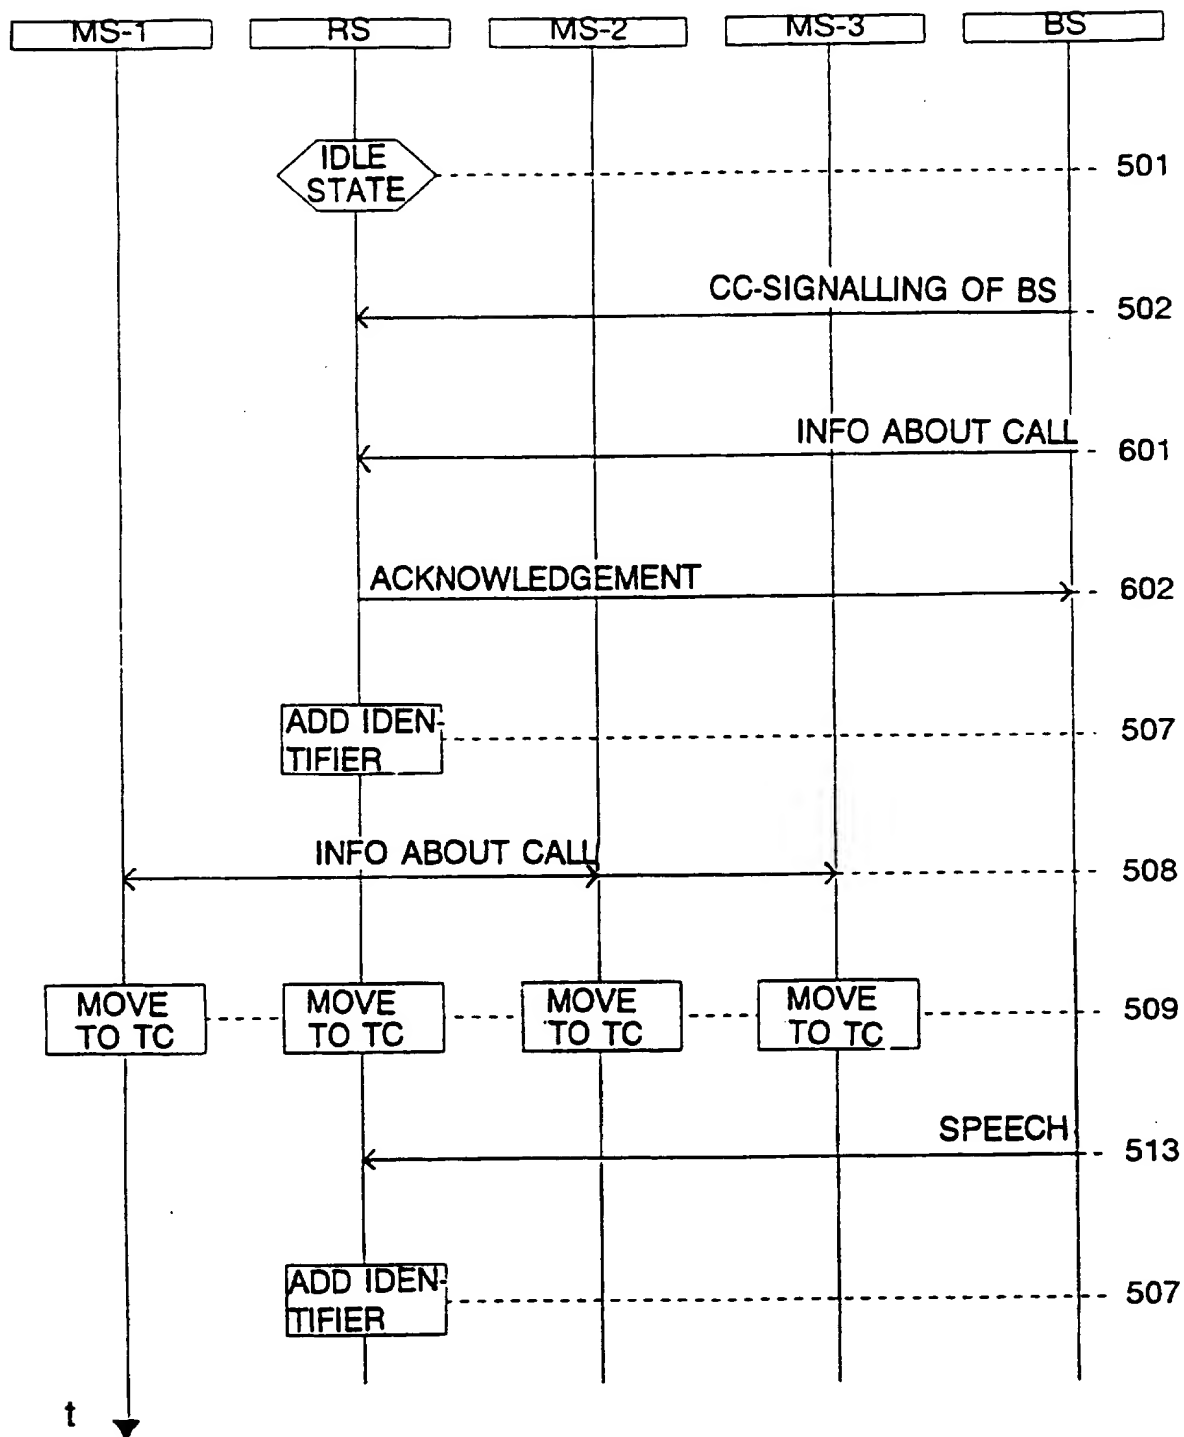 MS-1 RS MS-2 MS-3 BS
IDLE
STATE
501
CC-SIGNALLING OF BS
502
INFO ABOUT CALL
601
ACKNOWLEDGEMENT
602
ADD IDEN-
TIFIER
507
INFO ABOUT CALL
508
MOVE
TO TC
MOVE
TO TC
MOVE
TO TC
MOVE
TO TC
509
SPEECH
513
ADD IDEN-
TIFIER
507
t